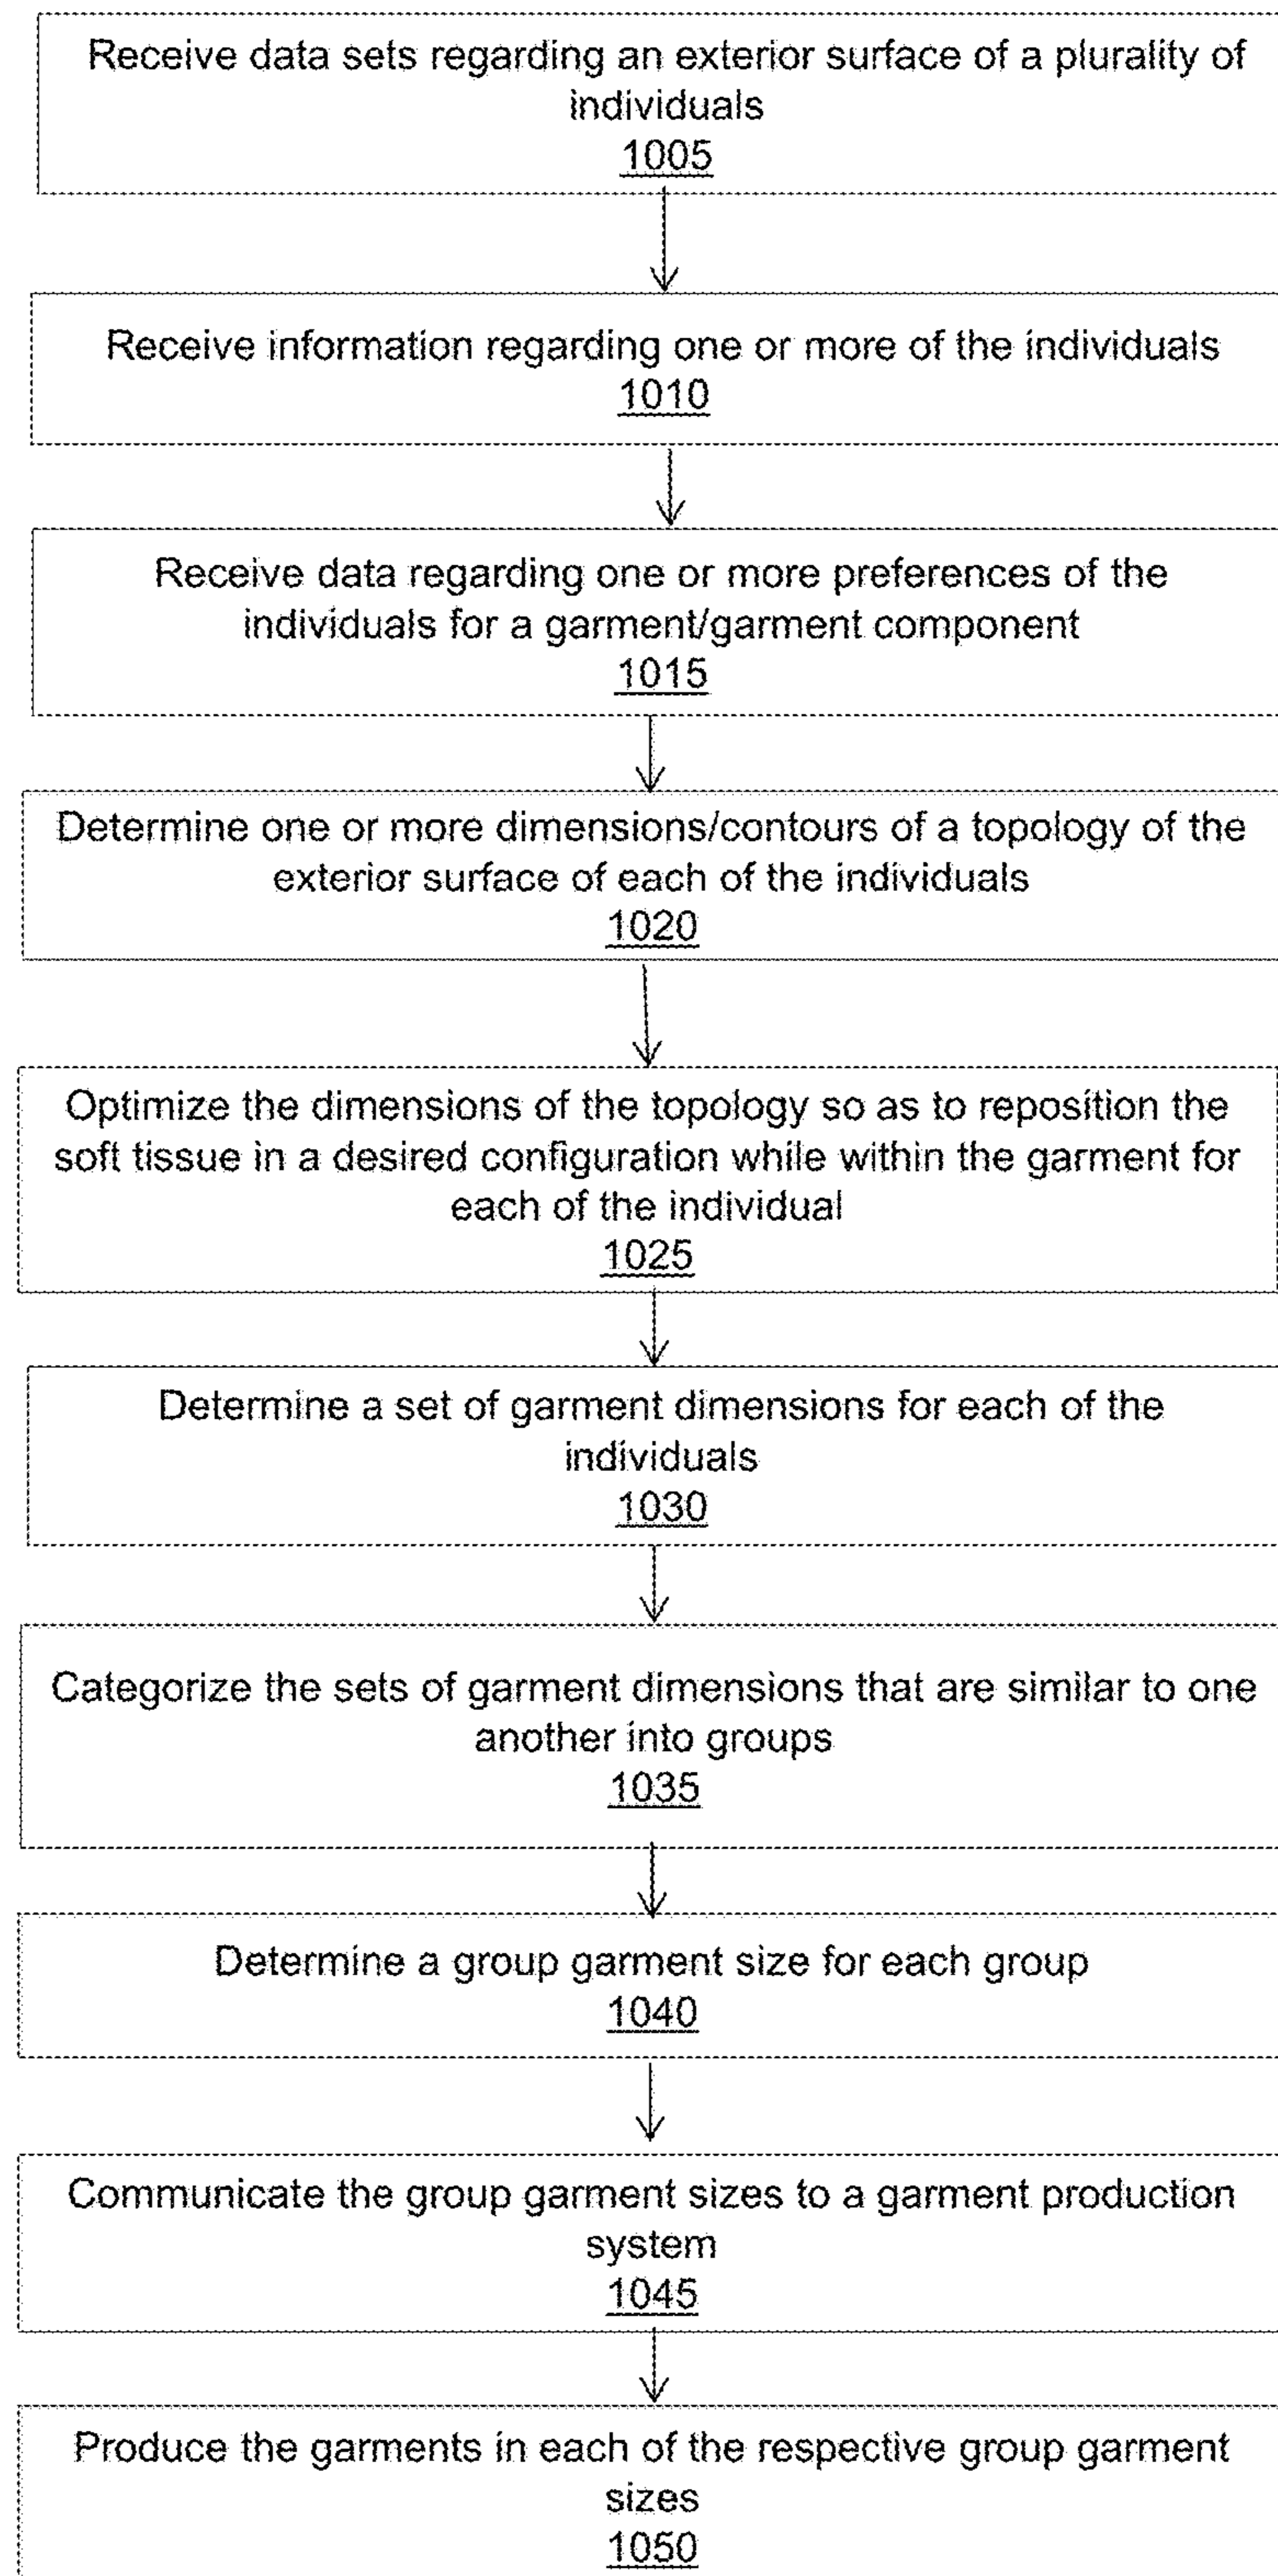 Receive data sets regarding an exterior surface of a plurality of
individuals
1005
Receive information regarding one or more of the individuals
1010
Receive data regarding one or more preferences of the
individuals for a garment/garment component
1015
Determine one or more dimensions/contours of a topology of the
exterior surface of each of the individuals
1020
Optimize the dimensions of the topology so as to reposition the
soft tissue in a desired configuration while within the garment for
each of the individual
1025
Determine a set of garment dimensions for each of the
individuals
1030
Categorize the sets of garment dimensions that are similar to one
another into groups
1035
Determine a group garment size for each group
1040
Communicate the group garment sizes to a garment production
system
1045
Produce the garments in each of the respective group garment
sizes
1050